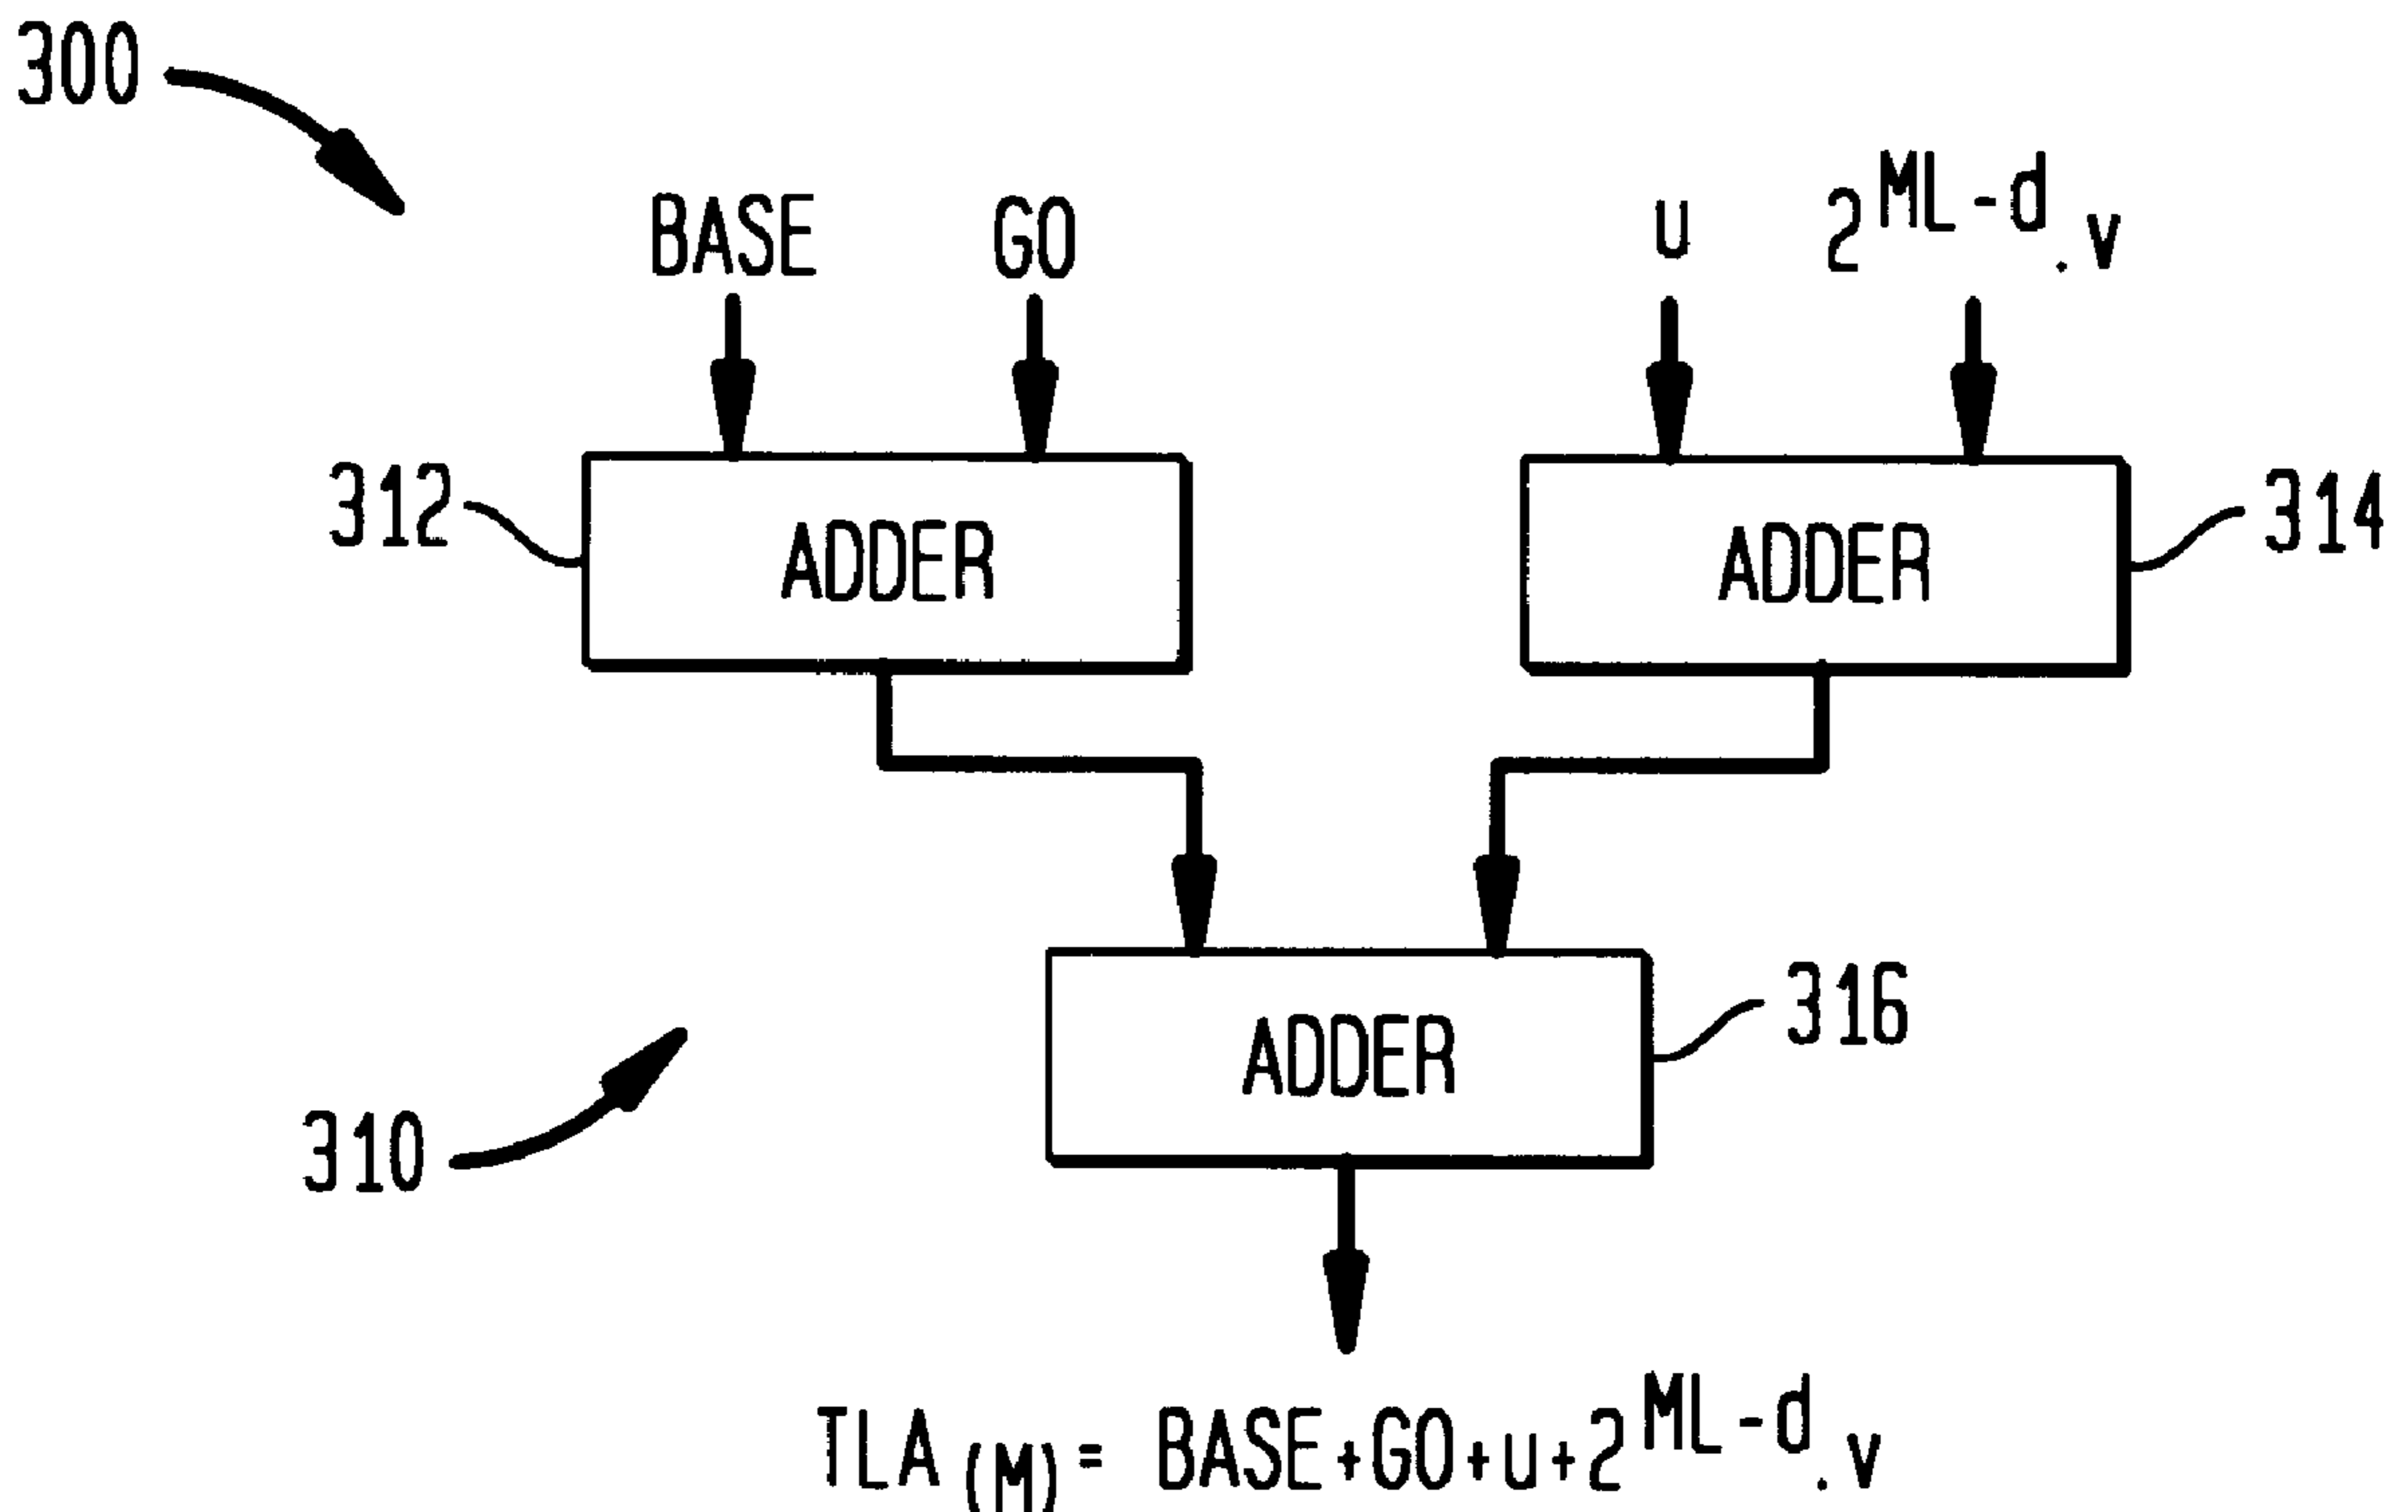 300
BASE GO u 2^ML-d . v
312 ADDER ADDER 314
ADDER 316
310
TLA (M) = BASE+GO+u+2^ML-d . v